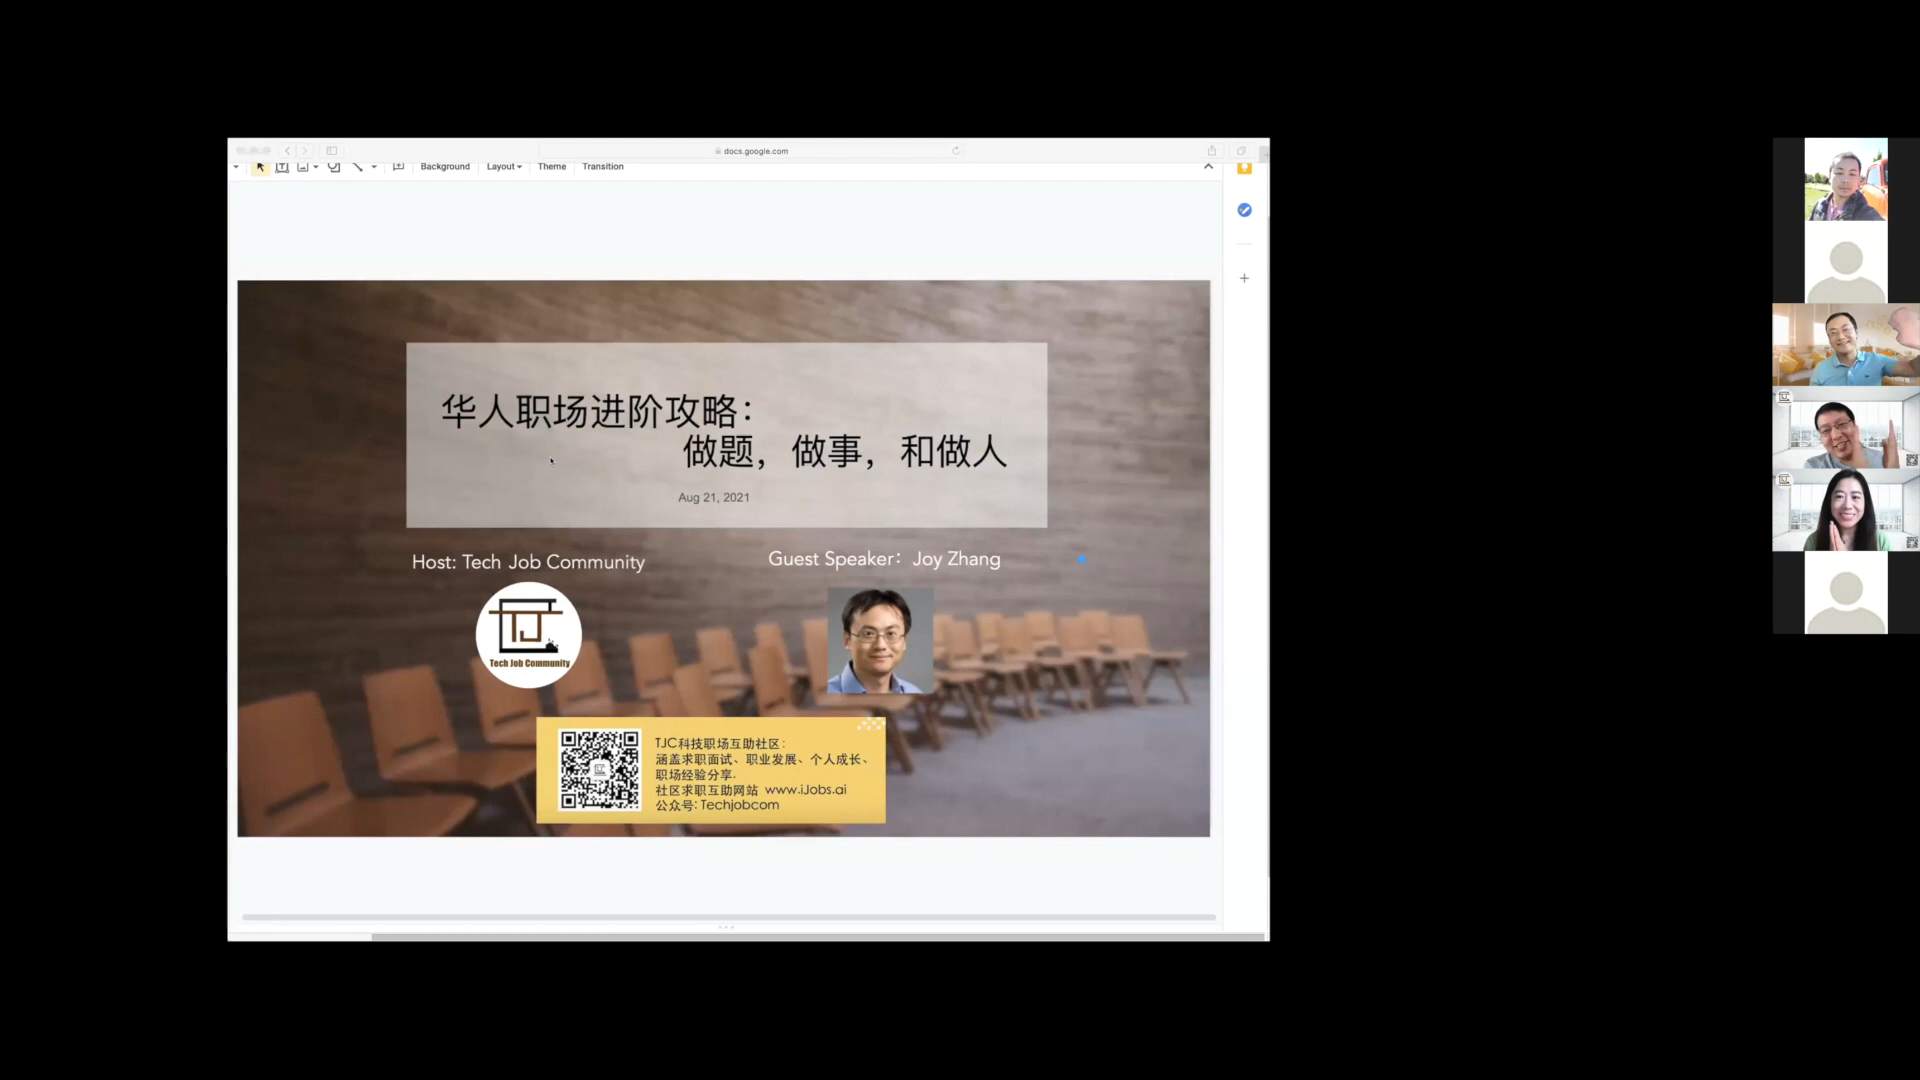 docs.google.com
Background Layout Theme Transition
华人职场进阶攻略：
做题，做事，和做人
Aug 21, 2021
Host: Tech Job Community
Guest Speaker： Joy Zhang
TJ
Tech Job Community
TJC科技职场互助社区：
涵盖求职面试、职业发展、个人成长、
职场经验分享.
社区求职互助网站 www.iJobs.ai
公众号: Techjobcom